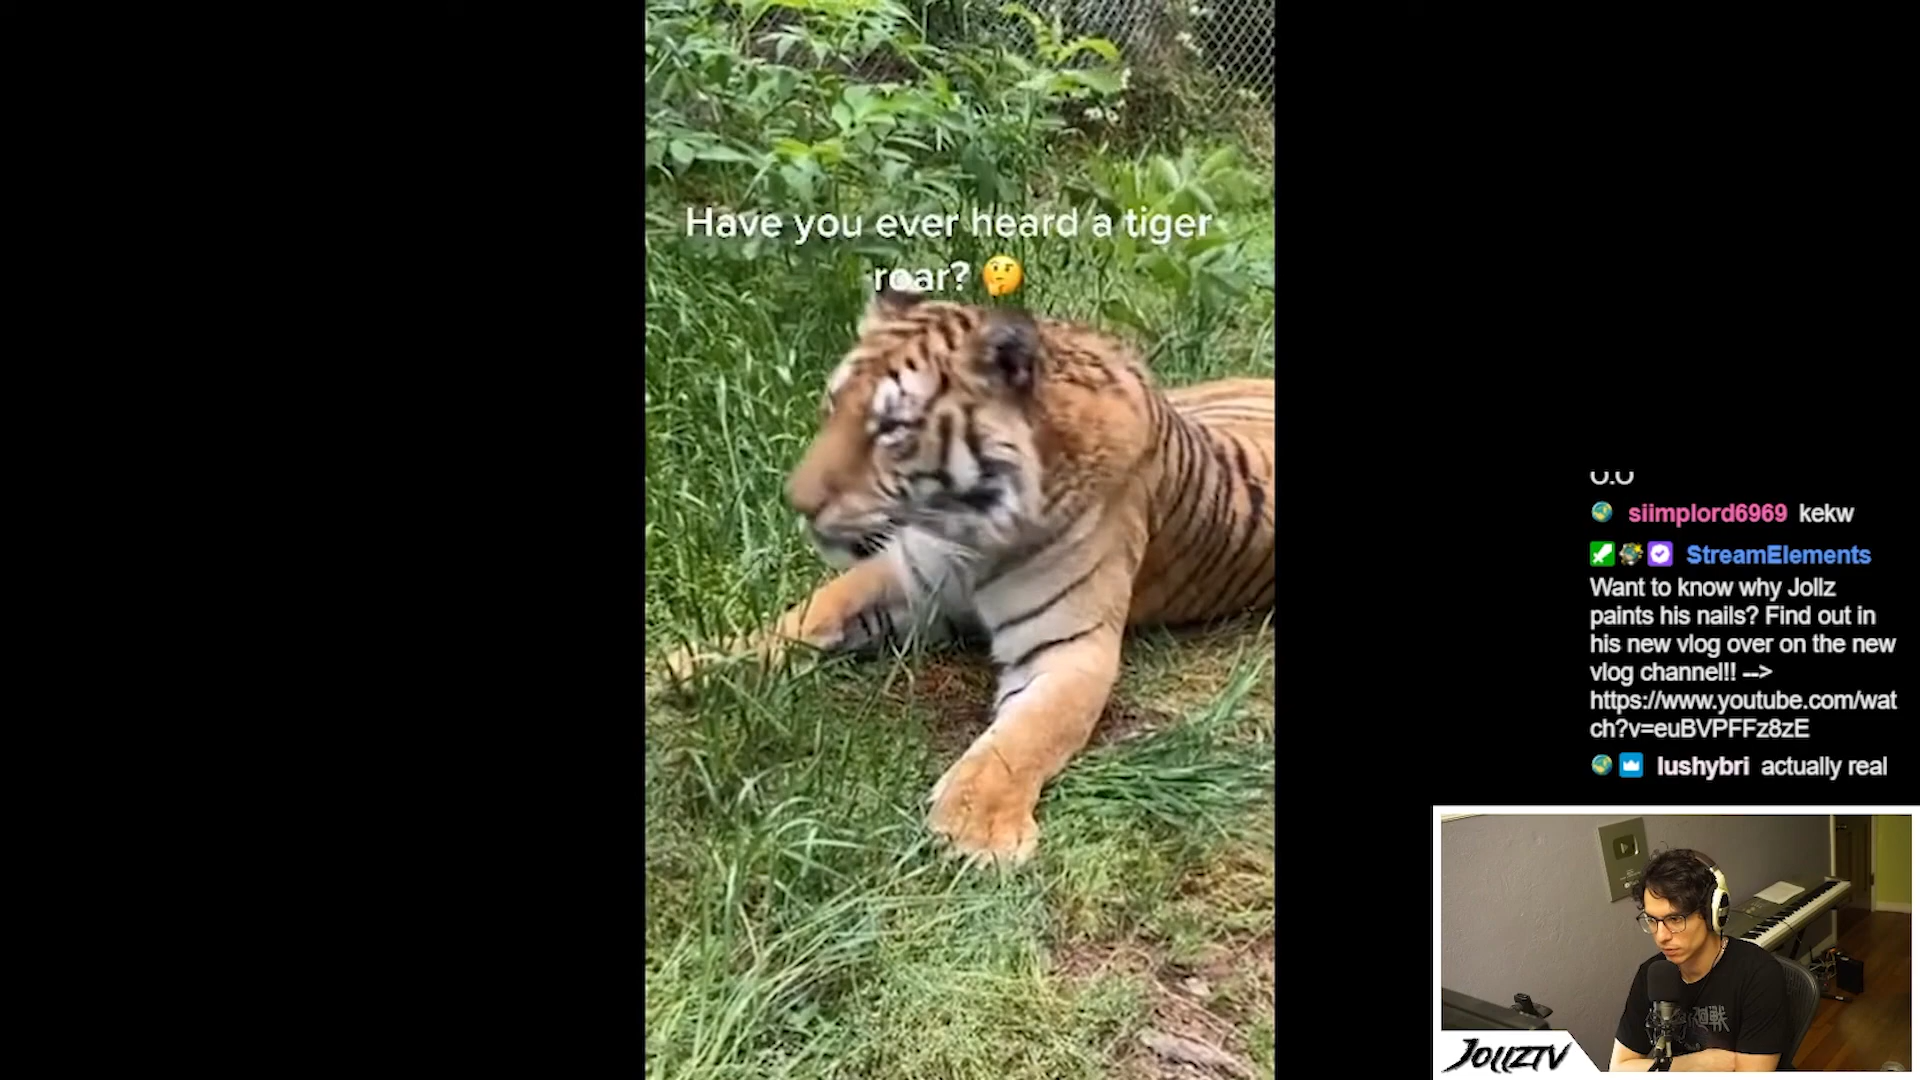 Have you ever heard a tiger
roar? 🤔
siimplord6969 kekw
StreamElements
Want to know why Jollz
paints his nails? Find out in
his new vlog over on the new
vlog channel!! -->
https://www.youtube.com/wat
ch?v=euBVPFFz8zE
lushybri actually real
JOLLZTV